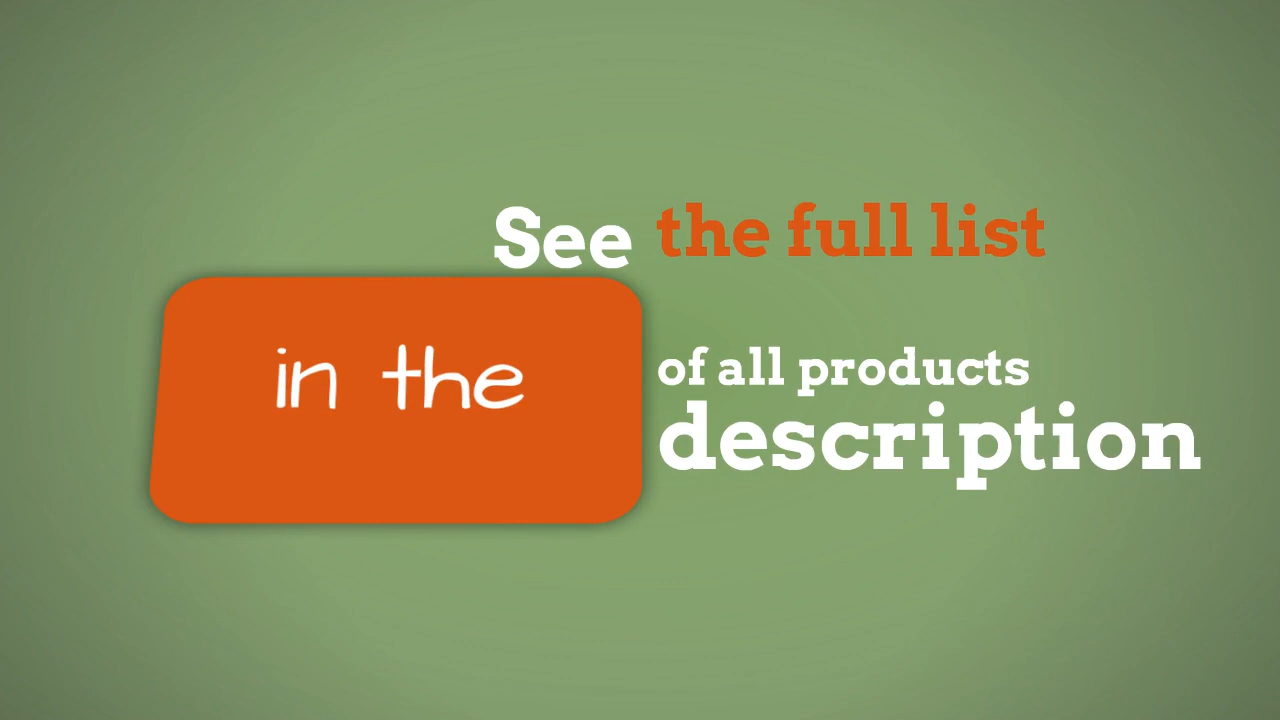 See the full list
of all products
in the
description